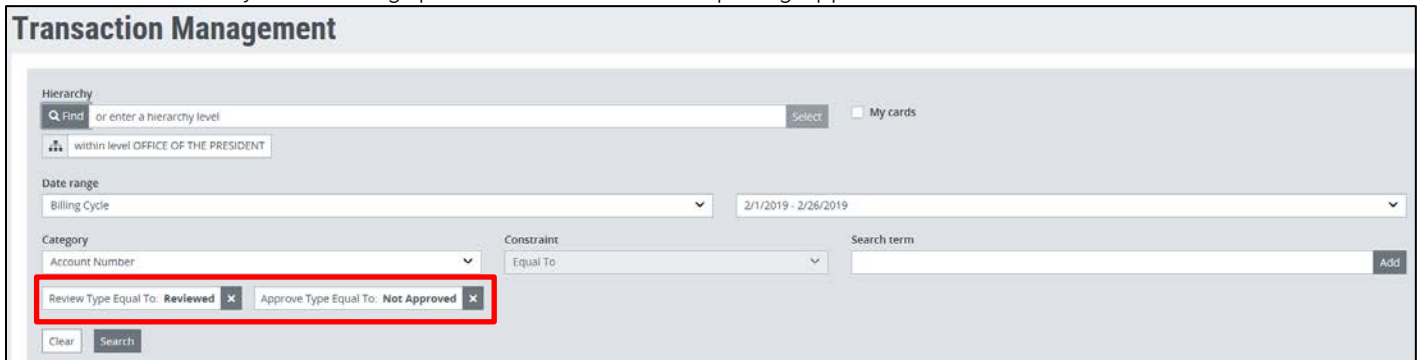 Transaction Management
Hierarchy
Find or enter a hierarchy level Select My cards
within level OFFICE OF THE PRESIDENT
Date range
Billing Cycle 2/1/2019 - 2/26/2019
Category Constraint Search term
Account Number Equal To Add
Review Type Equal To: Reviewed x Approve Type Equal To: Not Approved x
Clear Search